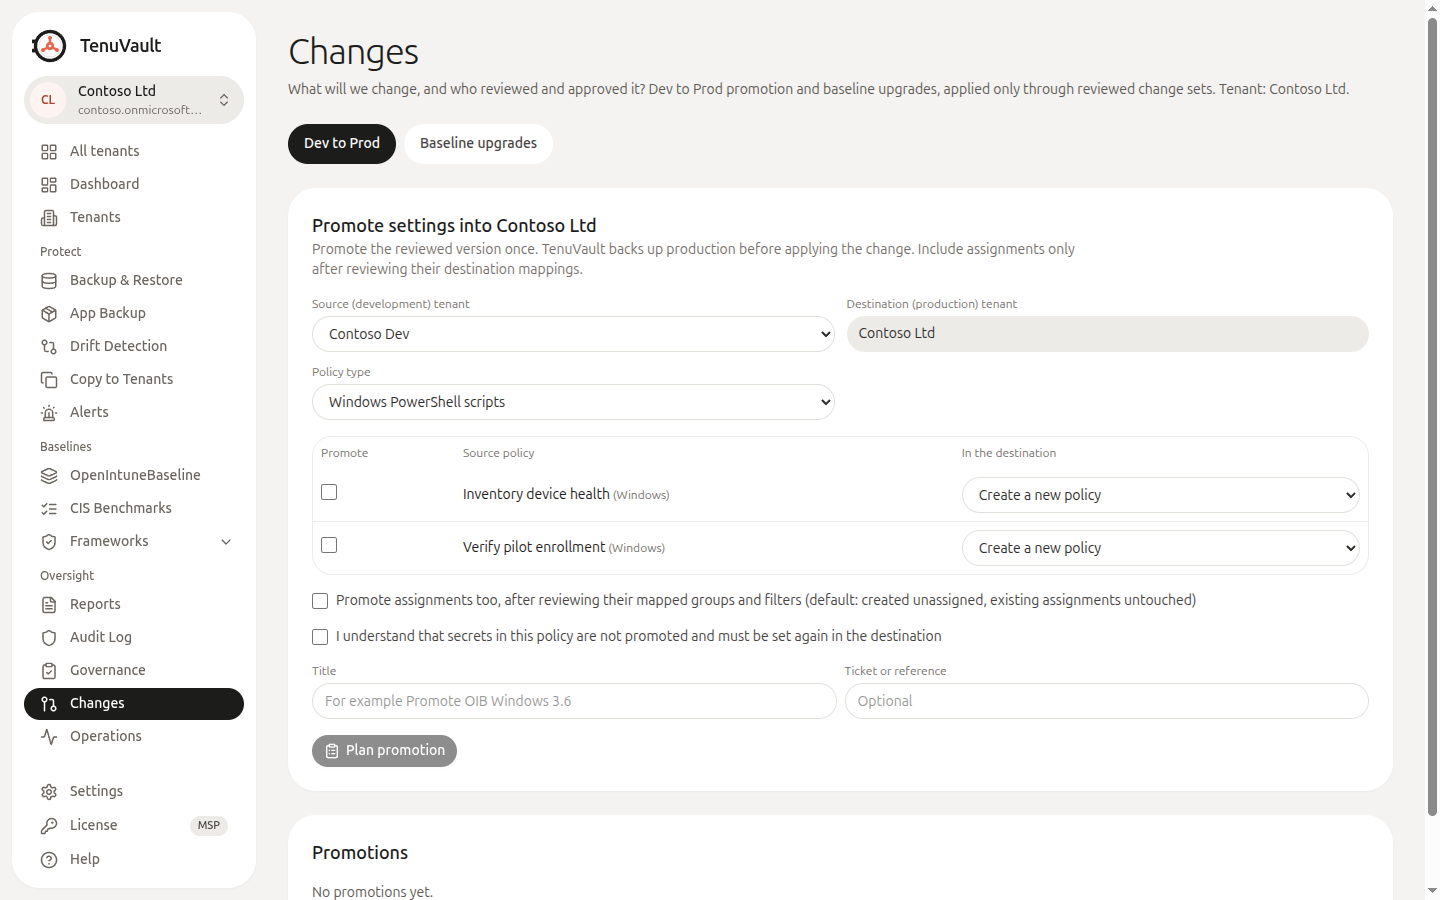 TenuVault
CL
Contoso Ltd
contoso.onmicrosoft...
All tenants
Dashboard
Tenants
Protect
Backup & Restore
App Backup
Drift Detection
Copy to Tenants
Alerts
Baselines
OpenIntuneBaseline
CIS Benchmarks
Frameworks
Oversight
Reports
Audit Log
Governance
Changes
Operations
Settings
License
MSP
Help
Changes
What will we change, and who reviewed and approved it? Dev to Prod promotion and baseline upgrades, applied only through reviewed change sets. Tenant: Contoso Ltd.
Dev to Prod
Baseline upgrades
Promote settings into Contoso Ltd
Promote the reviewed version once. TenuVault backs up production before applying the change. Include assignments only
after reviewing their destination mappings.
Source (development) tenant
Destination (production) tenant
Contoso Dev
Contoso Ltd
Policy type
Windows PowerShell scripts
Promote
Source policy
In the destination
Inventory device health (Windows)
Create a new policy
Verify pilot enrollment (Windows)
Create a new policy
Promote assignments too, after reviewing their mapped groups and filters (default: created unassigned, existing assignments untouched)
I understand that secrets in this policy are not promoted and must be set again in the destination
Title
Ticket or reference
For example Promote OIB Windows 3.6
Optional
Plan promotion
Promotions
No promotions yet.